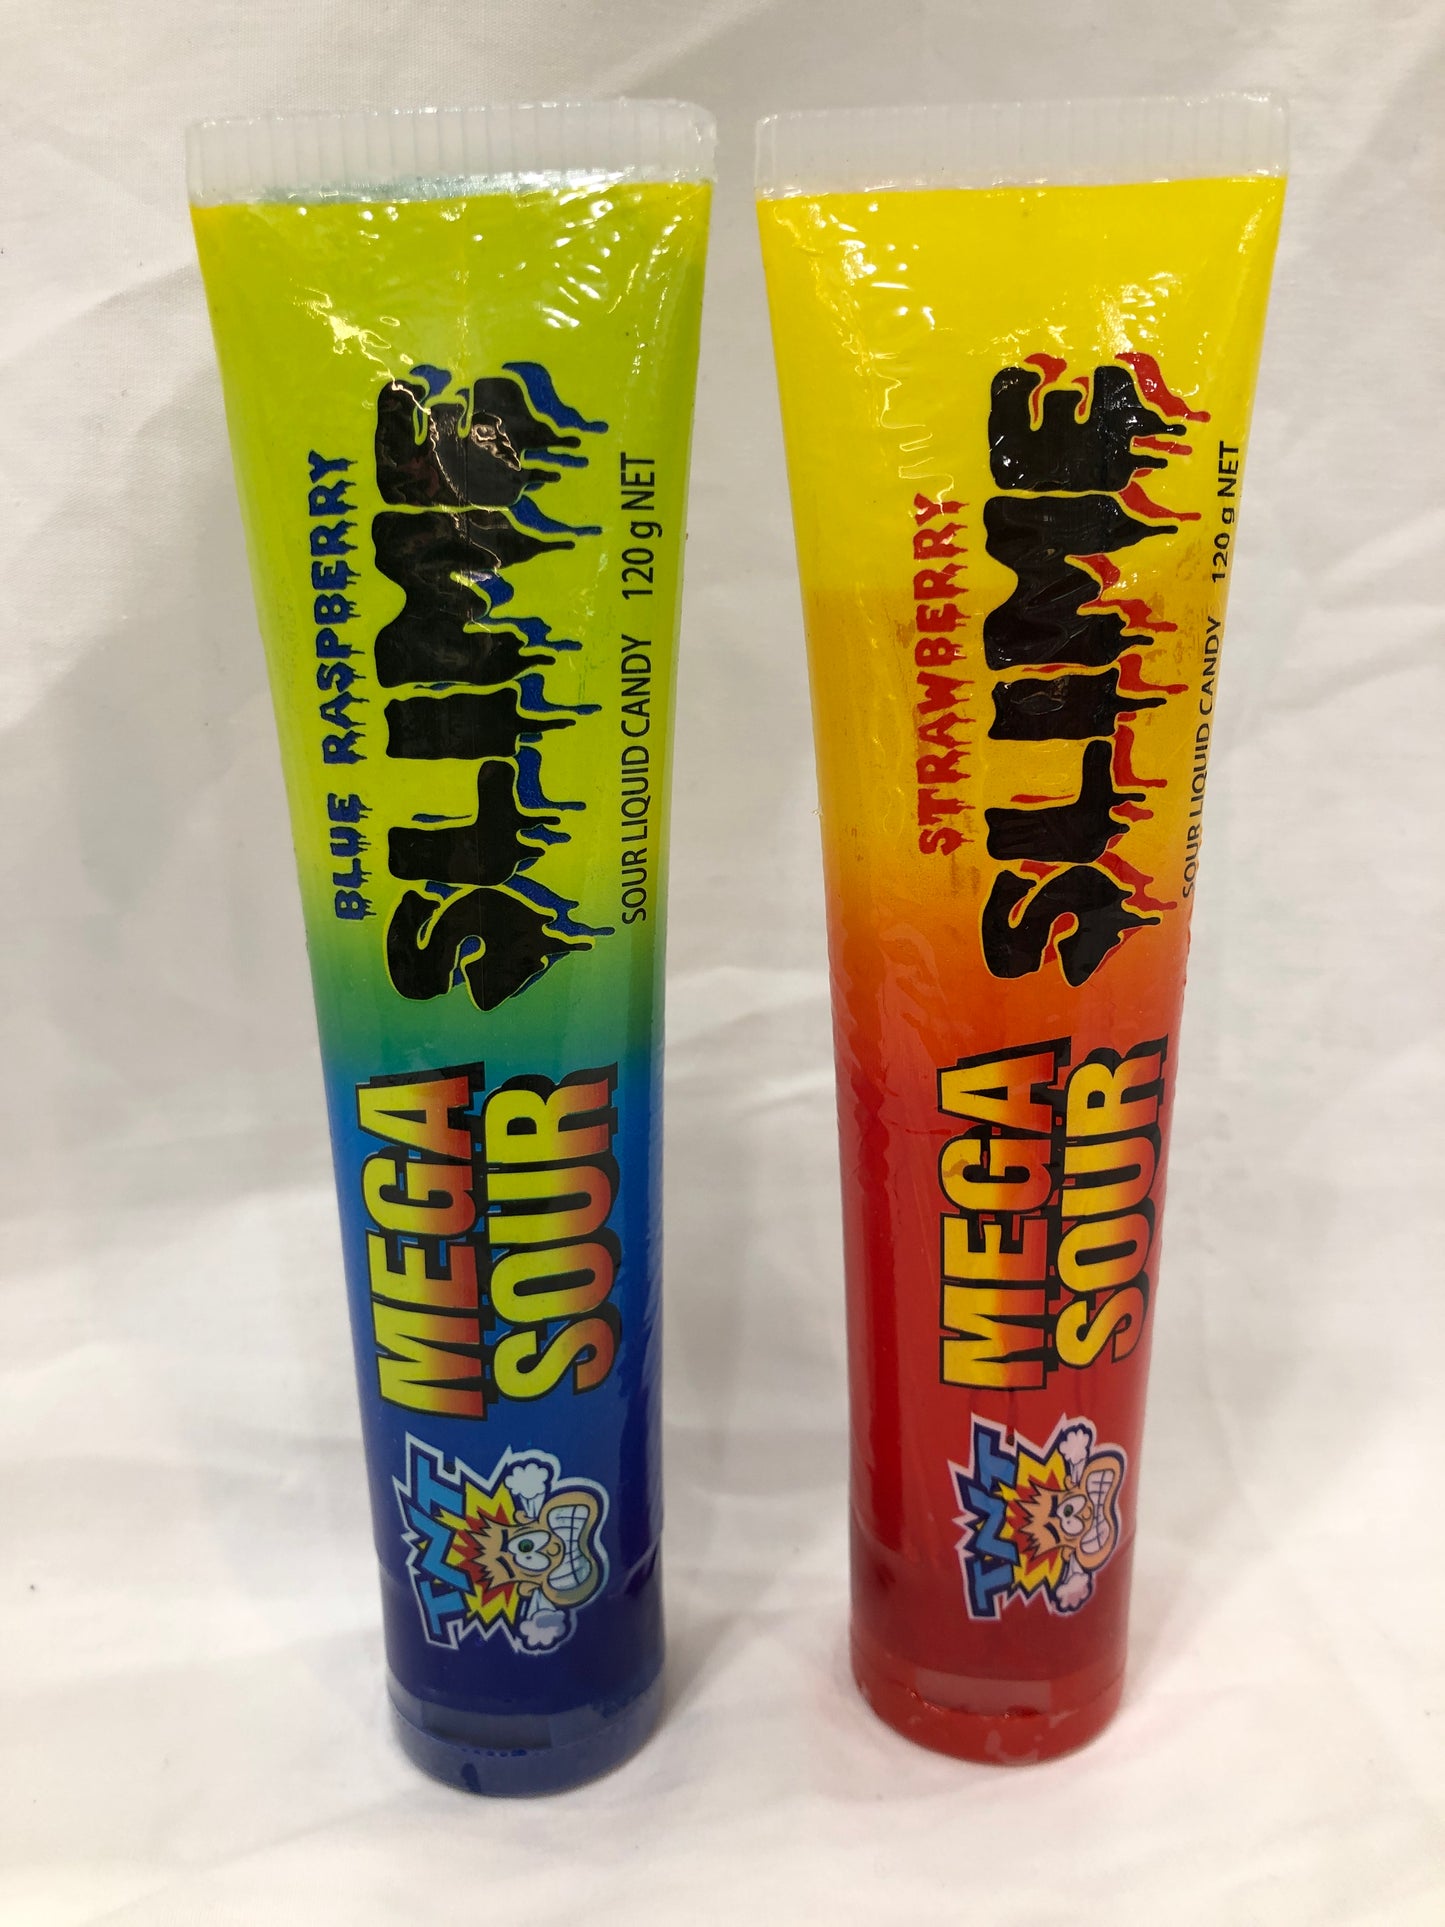 BLUE RASPBERRY
SLIME
SOUR LIQUID CANDY 120 g NET
MEGA
SOUR
TNT
STRAWBERRY
SLIME
SOUR LIQUID CANDY 120 g NET
MEGA
SOUR
TNT